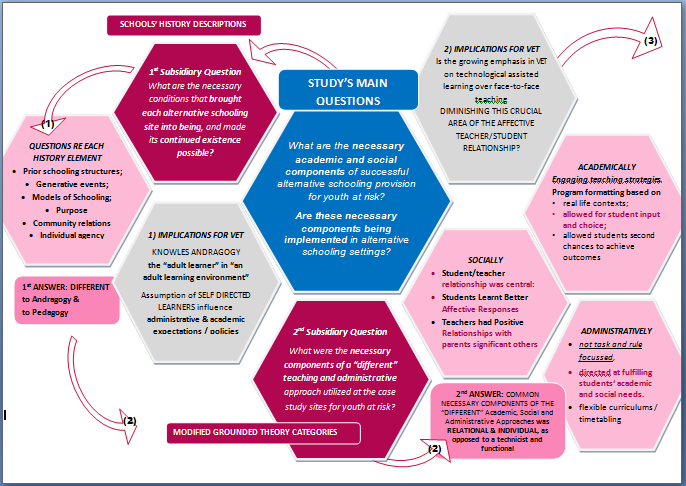 SCHOOLS' HISTORY DESCRIPTIONS
(3)
2) IMPLICATIONS FOR VET
Is the growing emphasis in VET
on technological assisted
learning over face-to-face
teaching
DIMINISHING THIS CRUCIAL
AREA OF THE AFFECTIVE
TEACHER/STUDENT
RELATIONSHIP?
1st Subsidiary Question
What are the necessary
conditions that brought
each alternative schooling
site into being, and made
its continued existence
possible?
STUDY'S MAIN
QUESTIONS
What are the necessary
academic and social
components of successful
alternative schooling provision
for youth at risk?
Are these necessary
components being
implemented in alternative
schooling settings?
(1)
QUESTIONS RE EACH
HISTORY ELEMENT
• Prior schooling structures;
• Generative events;
• Models of Schooling;
• Purpose
• Community relations
• Individual agency
ACADEMICALLY
Engaging teaching strategies.
Program formatting based on
• real life contexts;
• allowed for student input
and choice;
• allowed students second
chances to achieve
outcomes
1) IMPLICATIONS FOR VET
KNOWLES ANDRAGOGY
the "adult learner" in "an
adult learning environment"
Assumption of SELF DIRECTED
LEARNERS influence
administrative & academic
expectations / policies
SOCIALLY
• Student/teacher
relationship was central:
• Students Learnt Better
Affective Responses
• Teachers had Positive
Relationships with
parents significant others
1st ANSWER: DIFFERENT
to Andragogy &
to Pedagogy
2nd Subsidiary Question
What were the necessary
components of a "different"
teaching and administrative
approach utilized at the case
study sites for youth at risk?
ADMINISTRATIVELY
• not task and rule
focussed,
• directed at fulfilling
students' academic
and social needs.
• flexible curriculums /
timetabling
2nd ANSWER: COMMON
NECESSARY COMPONENTS OF THE
"DIFFERENT" Academic, Social and
Administrative Approaches was
RELATIONAL & INDIVIDUAL, as
opposed to a technicist and
functional
(2)
MODIFIED GROUNDED THEORY CATEGORIES
(2)